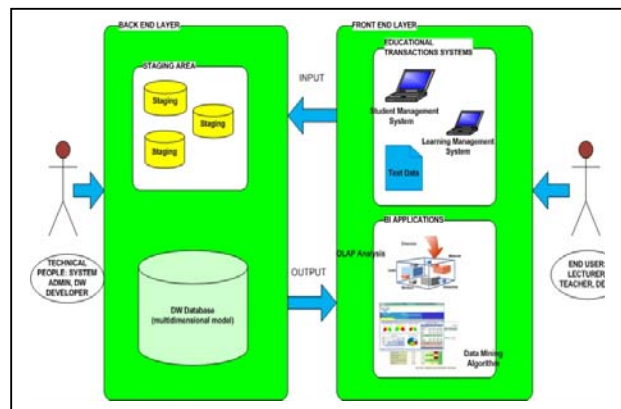 BACK END LAYER
STAGING AREA
Staging
Staging
Staging
DW Database
(multidimensional model)
TECHNICAL
PEOPLE: SYSTEM
ADMIN, DW
DEVELOPER
INPUT
OUTPUT
FRONT END LAYER
EDUCATIONAL
TRANSACTIONS SYSTEMS
Student Management
System
Learning Management
System
Test Data
BI APPLICATIONS
OLAP Analysis
Data Mining
Algorithm
END USER:
LECTURER
TEACHER, DE